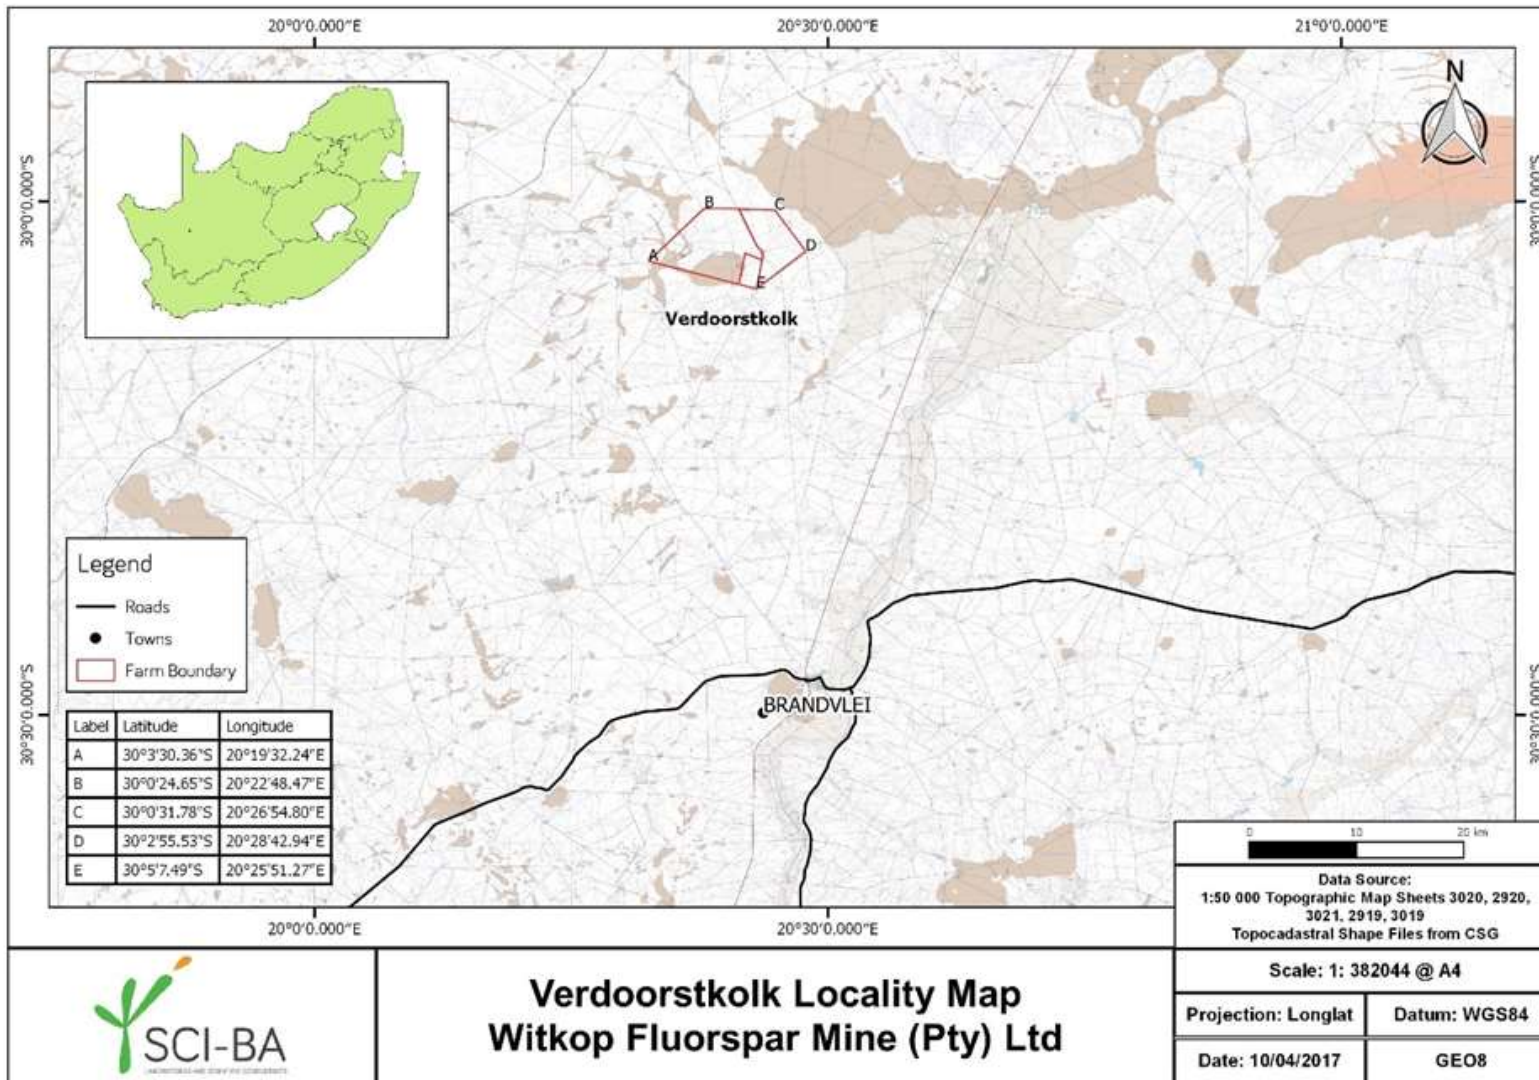 20°0'0.000"E 20°30'0.000"E 21°0'0.000"E
N
30°0'0.000"S
30°0'0.000"S
B C
D
A
E
Verdoorstkolk
Legend
Roads
Towns
Farm Boundary
30°30'0.000"S
30°30'0.000"S
BRANDVLEI
Label Latitude Longitude
A 30°3'30.36"S 20°19'32.24"E
B 30°0'24.65"S 20°22'48.47"E
C 30°0'31.78"S 20°26'54.80"E
D 30°2'55.53"S 20°28'42.94"E
E 30°5'7.49"S 20°25'51.27"E
0 10 20 km
20°0'0.000"E 20°30'0.000"E
Data Source:
1:50 000 Topographic Map Sheets 3020, 2920,
3021, 2919, 3019
Topocadastral Shape Files from CSG
Scale: 1: 382044 @ A4
Projection: Longlat Datum: WGS84
Date: 10/04/2017 GEO8
Verdoorstkolk Locality Map
Witkop Fluorspar Mine (Pty) Ltd
SCI-BA